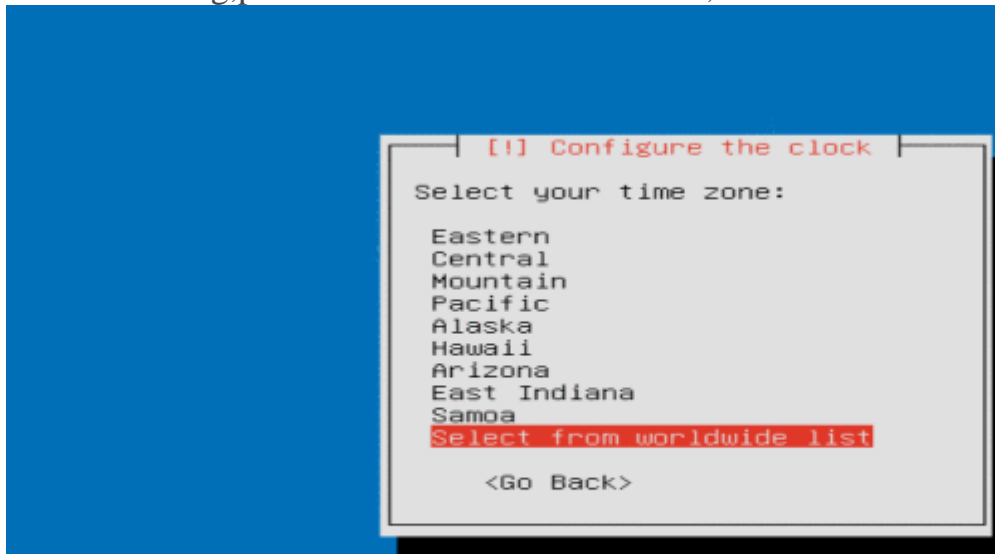 [!] Configure the clock
Select your time zone:
Eastern
Central
Mountain
Pacific
Alaska
Hawaii
Arizona
East Indiana
Samoa
Select from worldwide list
<Go Back>